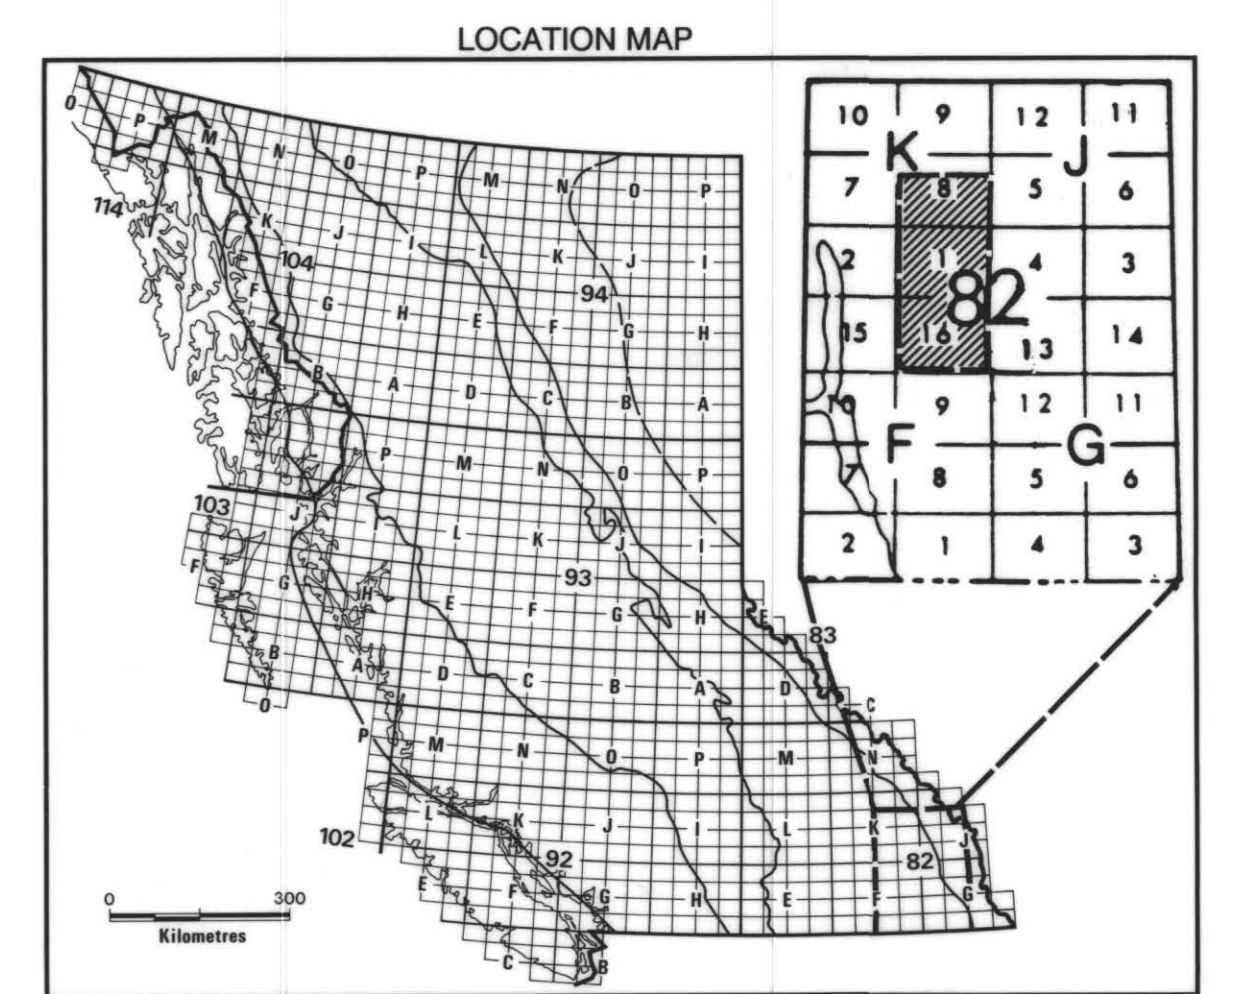 LOCATION MAP
10 9 12 11
K J
7 8 5 6
2 1 4 3
82
15 16 13 14
10 9 12 11
F G
7 8 5 6
2 1 4 3
O P M N O P M N O P
114
K J I L K J I
104
94
F G H E F G H
B A D C B A
P M N O P
103
J I L K J I
93
F G H E F G H E
83
B A D C B A D C
O P M N O P M N
L K J I L K J
102
92
82
E F G H E F G
C B
0 300
Kilometres